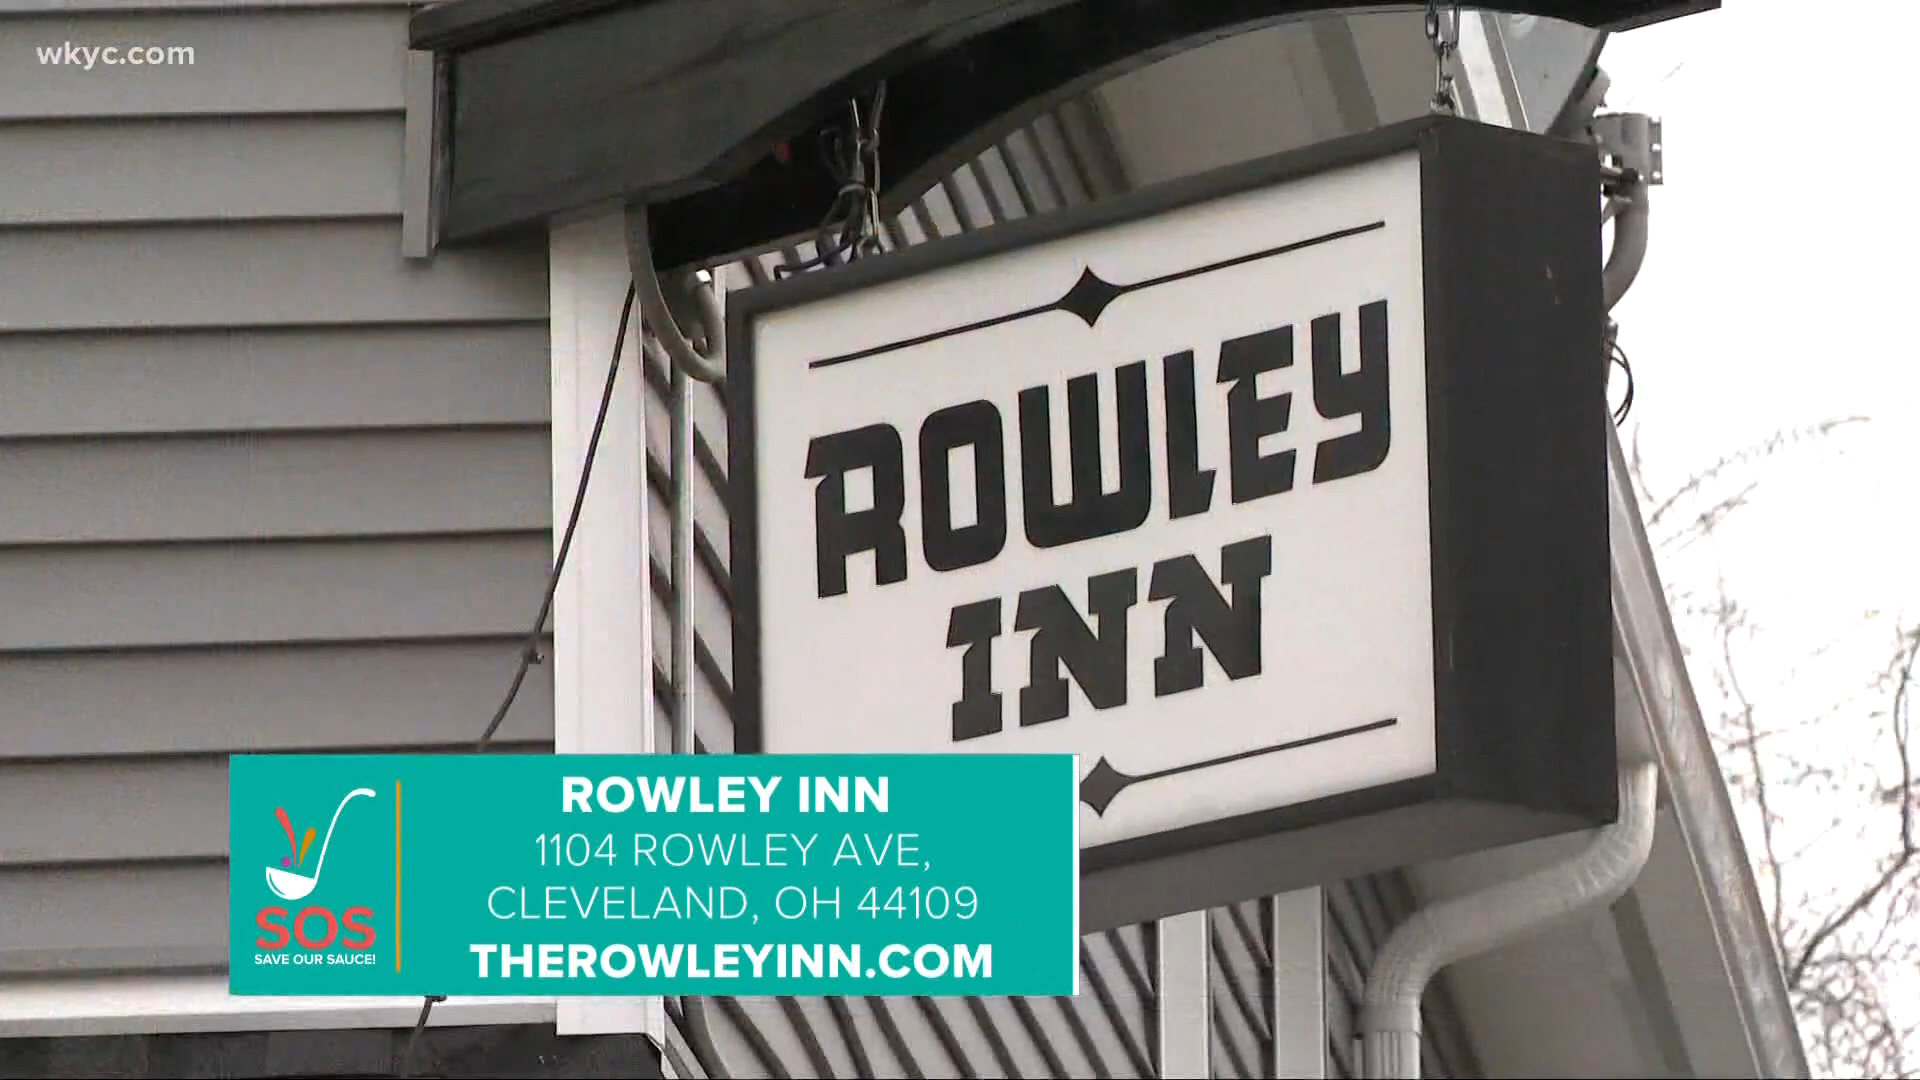 wkyc.com
ROWLEY
INN
ROWLEY INN
1104 ROWLEY AVE,
CLEVELAND, OH 44109
THEROWLEYINN.COM
SOS
SAVE OUR SAUCE!